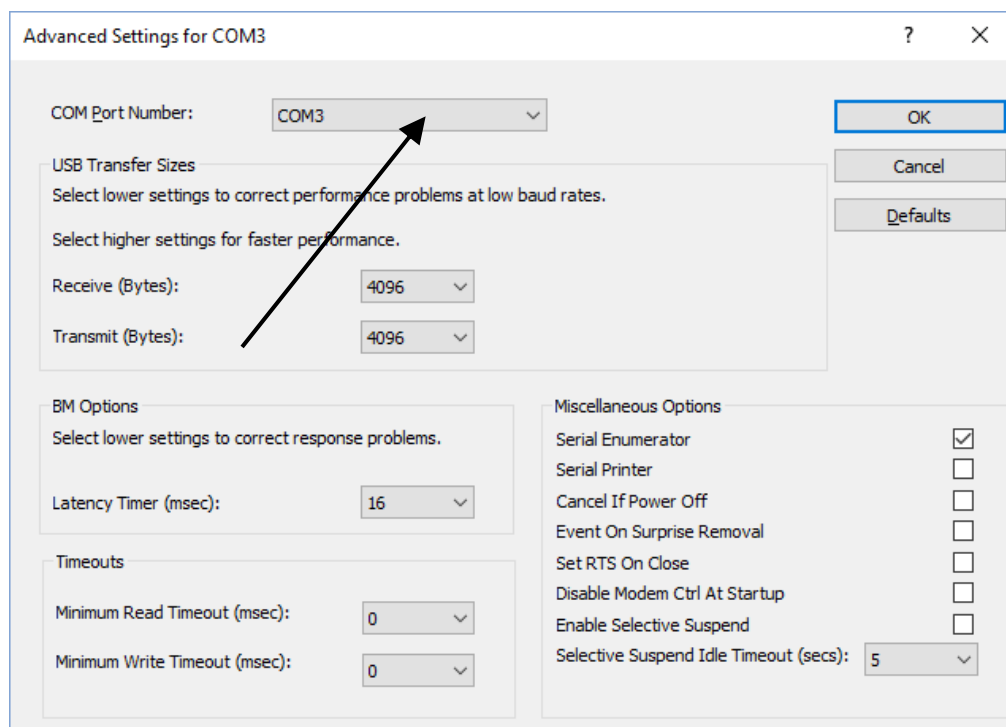 Advanced Settings for COM3
?
COM Port Number:
COM3
OK
Cancel
Defaults
USB Transfer Sizes
Select lower settings to correct performance problems at low baud rates.
Select higher settings for faster performance.
Receive (Bytes):
4096
Transmit (Bytes):
4096
BM Options
Select lower settings to correct response problems.
Latency Timer (msec):
16
Timeouts
Minimum Read Timeout (msec):
0
Minimum Write Timeout (msec):
0
Miscellaneous Options
Serial Enumerator
Serial Printer
Cancel If Power Off
Event On Surprise Removal
Set RTS On Close
Disable Modem Ctrl At Startup
Enable Selective Suspend
Selective Suspend Idle Timeout (secs):
5